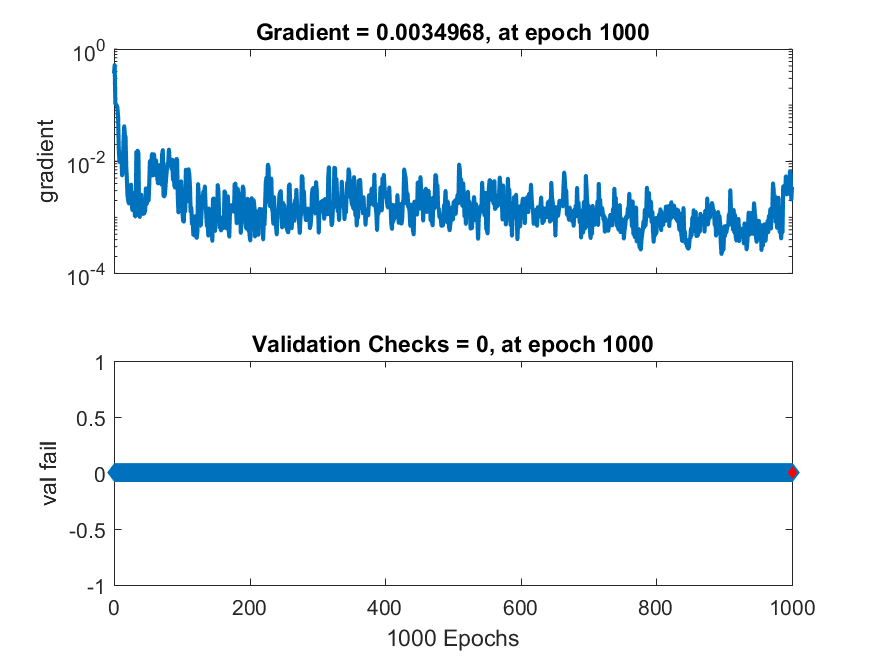 Gradient = 0.0034968, at epoch 1000
10^0
10^-2
10^-4
gradient
Validation Checks = 0, at epoch 1000
1
0.5
0
-0.5
-1
val fail
0 200 400 600 800 1000
1000 Epochs